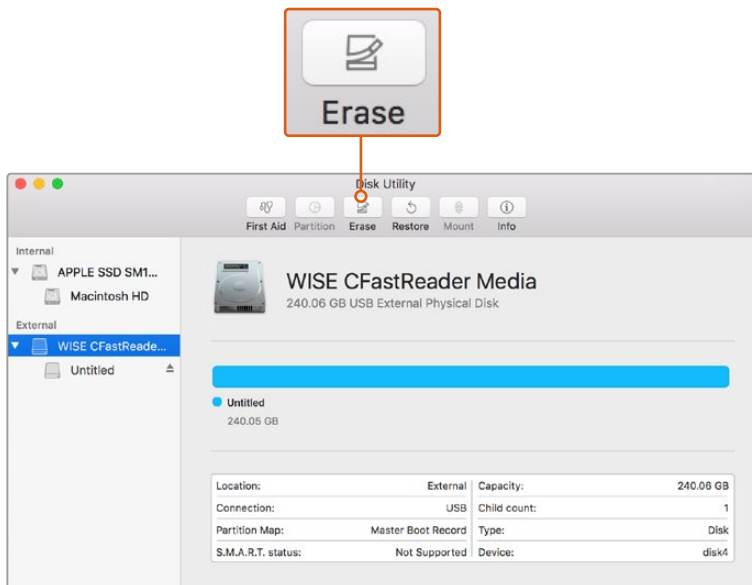 Erase
Disk Utility
First Aid Partition Erase Restore Mount Info
Internal
APPLE SSD SM1...
Macintosh HD
External
WISE CFastReade...
Untitled
WISE CFastReader Media
240.06 GB USB External Physical Disk
Untitled
240.05 GB
Location: External Capacity: 240.06 GB
Connection: USB Child count: 1
Partition Map: Master Boot Record Type: Disk
S.M.A.R.T. status: Not Supported Device: disk4